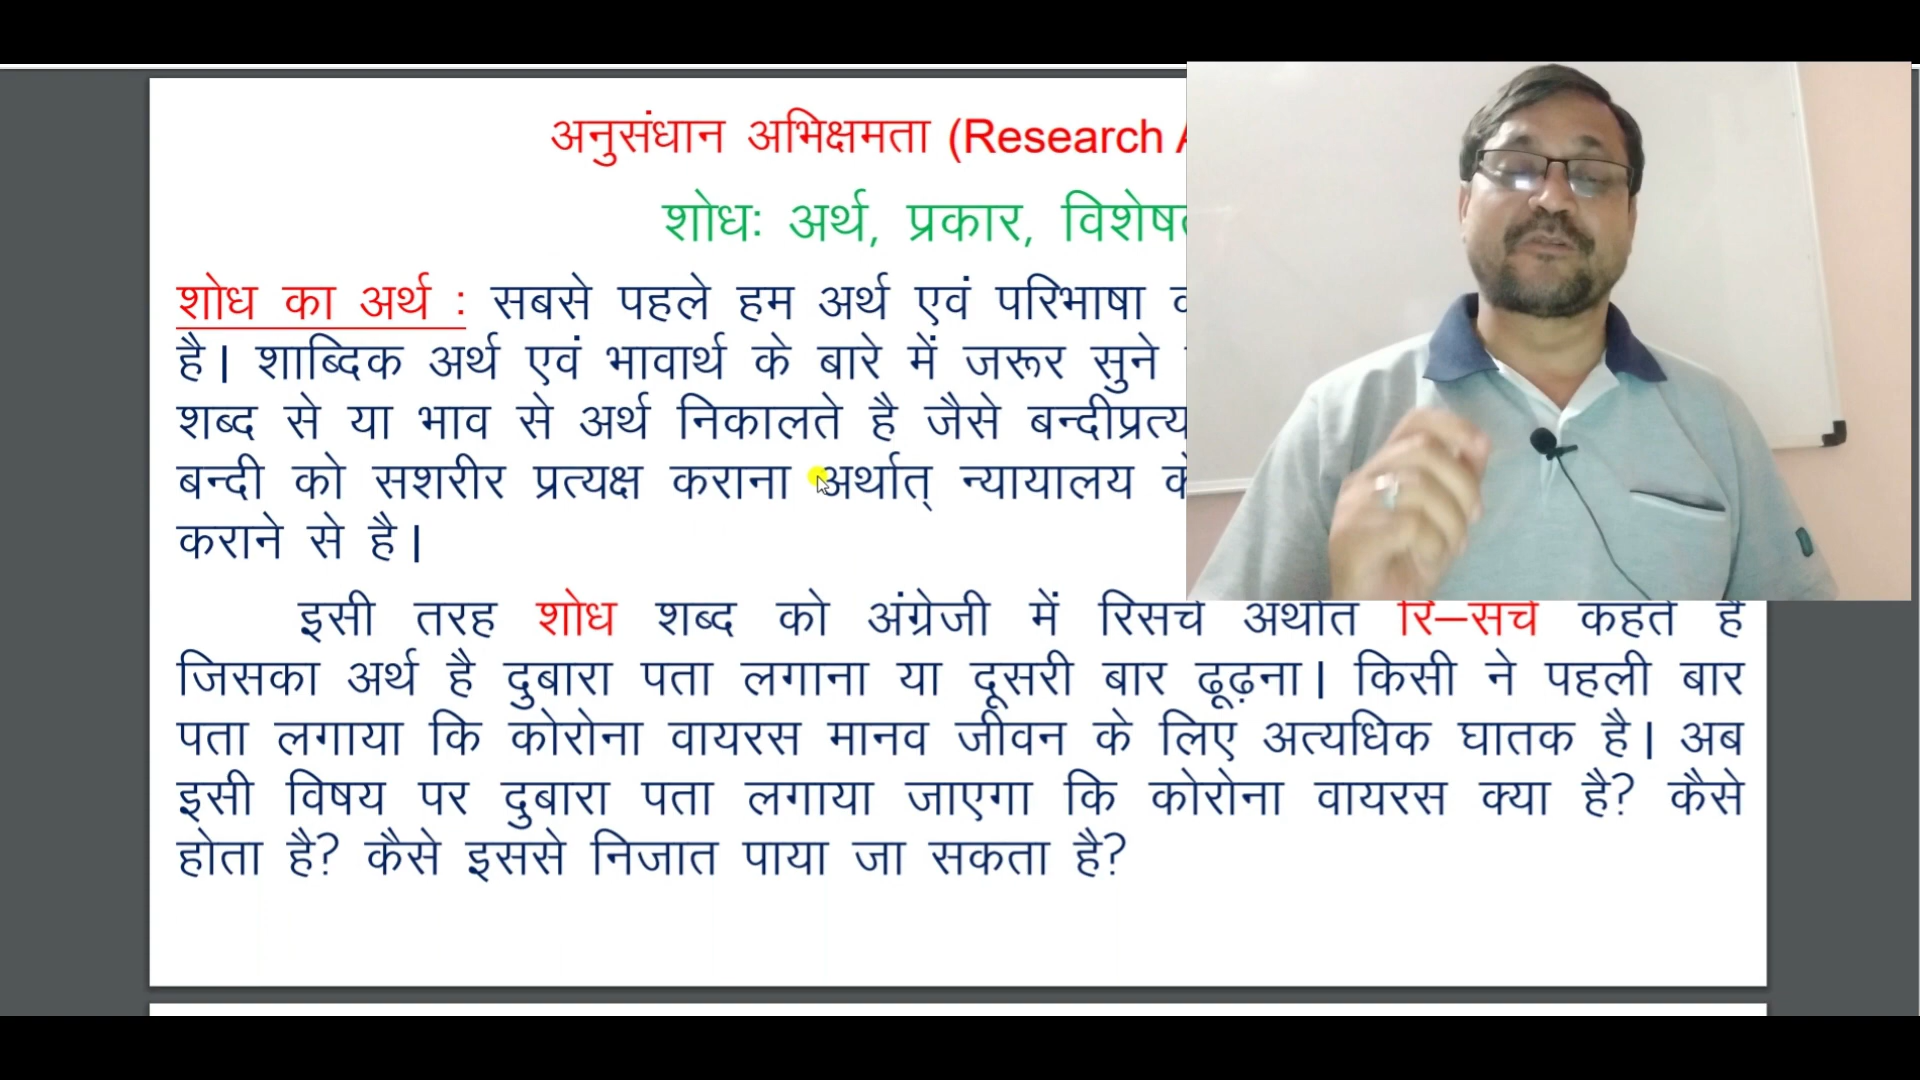 अनुसंधान अभिक्षमता (Research
शोधः अर्थ, प्रकार,
शोध का अर्थ : सबसे पहले हम अर्थ एवं परिभाषा
है। शाब्दिक अर्थ एवं भावार्थ के बारे में जरूर सुने
शब्द से या भाव से अर्थ निकालते है जैसे
बन्दी को सशरीर प्रत्यक्ष कराना अर्थात् न्यायालय
कराने से है।
इसी तरह शोध शब्द को अंग्रेजी में रिसर्च अर्थात रि–सर्च कहते हैं
जिसका अर्थ है दुबारा पता लगाना या दूसरी बार ढूढ़ना। किसी ने पहली बार
पता लगाया कि कोरोना वायरस मानव जीवन के लिए अत्यधिक घातक है। अब
इसी विषय पर दुबारा पता लगाया जाएगा कि कोरोना वायरस क्या है? कैसे
होता है? कैसे इससे निजात पाया जा सकता है?